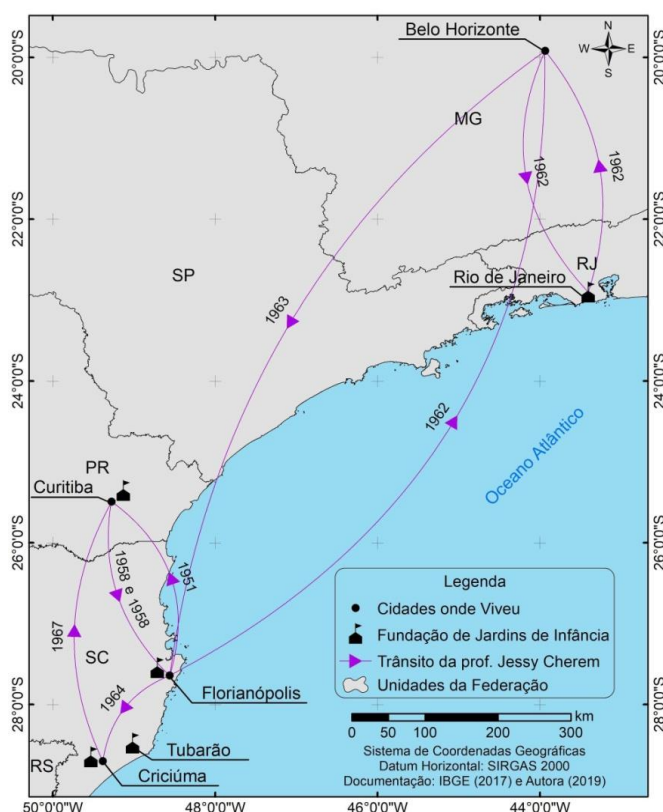 Belo Horizonte
N
W E
S
20°0'0"S
MG
1962
1962
22°0'0"S
RJ
Rio de Janeiro
SP
1963
24°0'0"S
1962
Oceano Atlântico
PR
Curitiba
26°0'0"S
1951
1958 e 1958
1967
SC
1964
Florianópolis
28°0'0"S
Tubarão
RS
Criciúma
Legenda
Cidades onde Viveu
Fundação de Jardins de Infância
Trânsito da prof. Jessy Cherem
Unidades da Federação
km
0 50 100 200 300
Sistema de Coordenadas Geográficas
Datum Horizontal: SIRGAS 2000
Documentação: IBGE (2017) e Autora (2019)
50°0'0"W 48°0'0"W 46°0'0"W 44°0'0"W